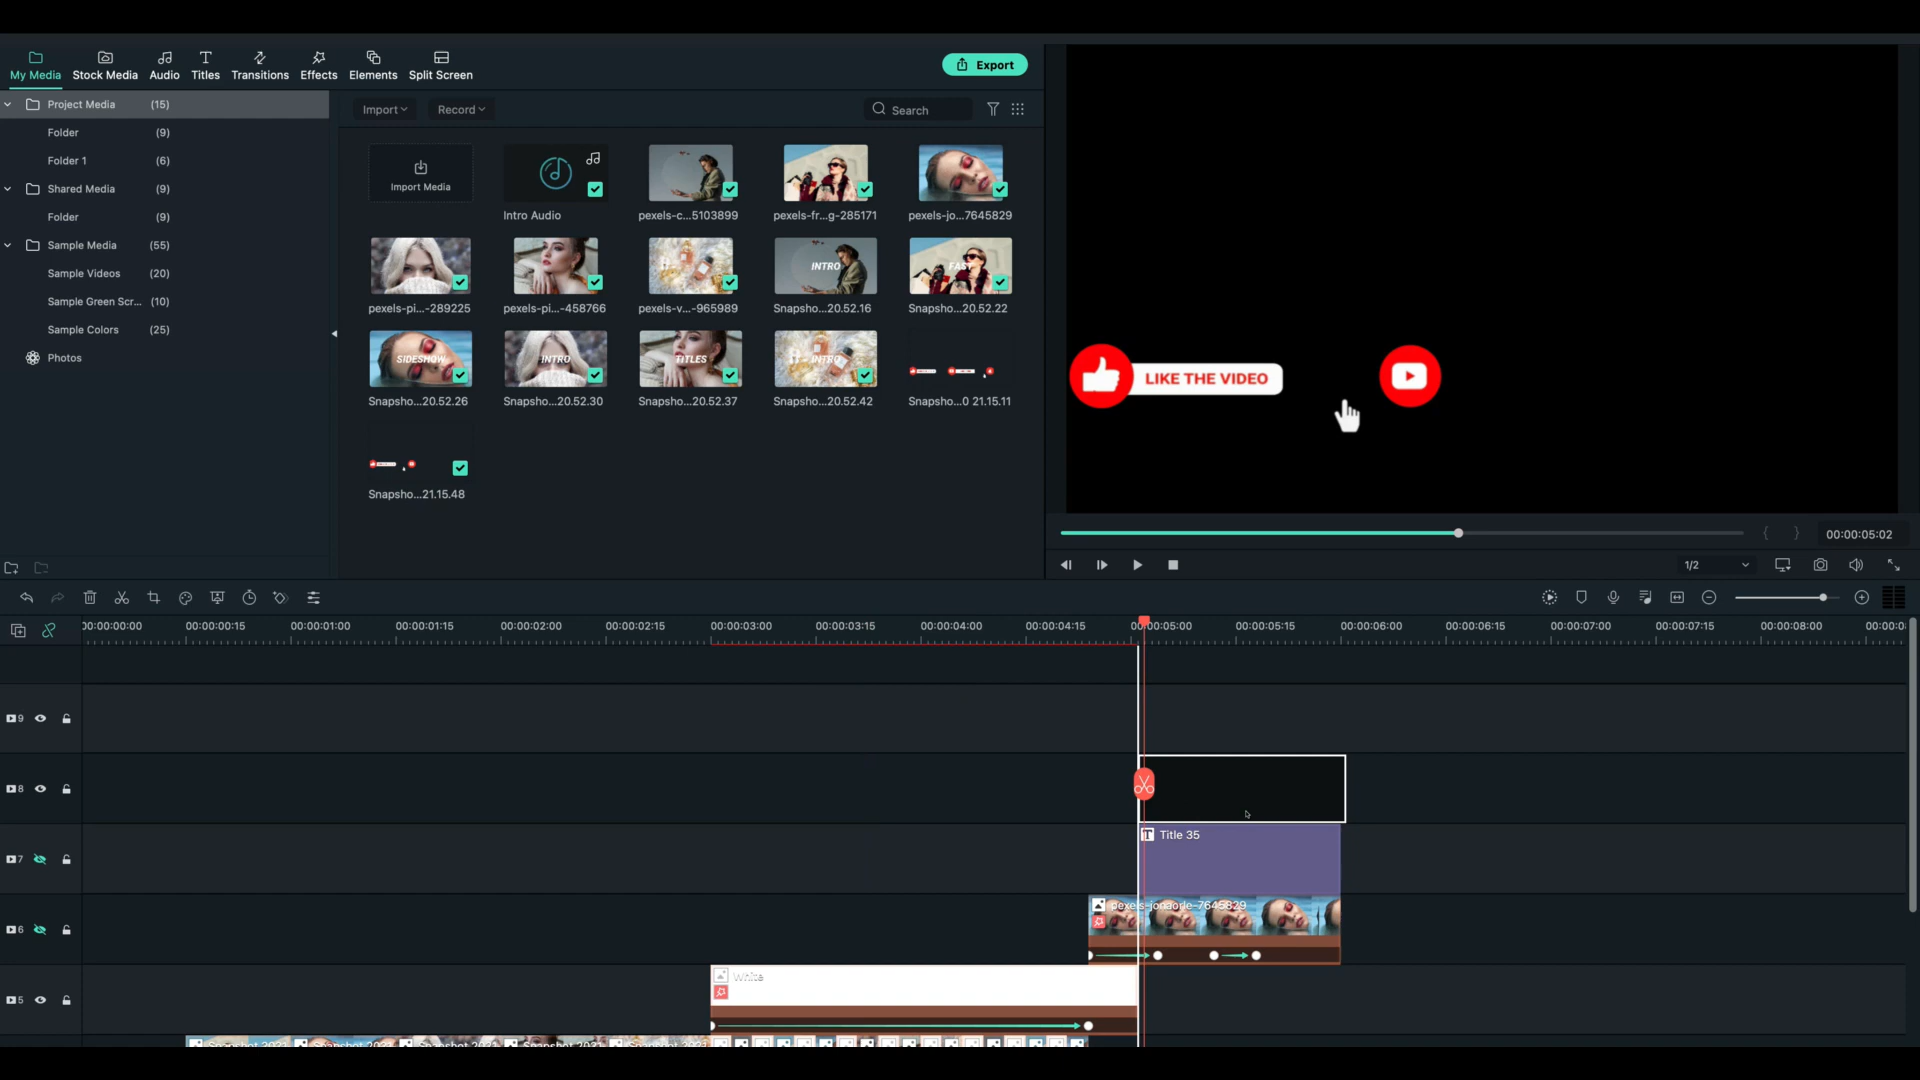 My Media
Stock Media
Audio
Titles
Transitions
Effects
Elements
Split Screen
Export
Project Media (15)
Folder (9)
Folder 1 (6)
Shared Media (9)
Folder (9)
Sample Media (55)
Sample Videos (20)
Sample Green Scr... (10)
Sample Colors (25)
Photos
Import
Record
Search
Import Media
Intro Audio
pexels-c...5103899
pexels-fr...g-285171
pexels-jo...7645829
INTRO
FAST
pexels-pi...-289225
pexels-pi...-458766
pexels-v...-965989
Snapsho...20.52.16
Snapsho...20.52.22
SIDESHOW
INTRO
TITLES
INTRO
Snapsho...20.52.26
Snapsho...20.52.30
Snapsho...20.52.37
Snapsho...20.52.42
Snapsho...0 21.15.11
Snapsho...21.15.48
LIKE THE VIDEO
00:00:05:02
1/2
00:00:00:00
00:00:00:15
00:00:01:00
00:00:01:15
00:00:02:00
00:00:02:15
00:00:03:00
00:00:03:15
00:00:04:00
00:00:04:15
00:00:05:00
00:00:05:15
00:00:06:00
00:00:06:15
00:00:07:00
00:00:07:15
00:00:08:00
00:00:0
9
8
T Title 35
7
pexels-jonaorle-7645829
6
White
5